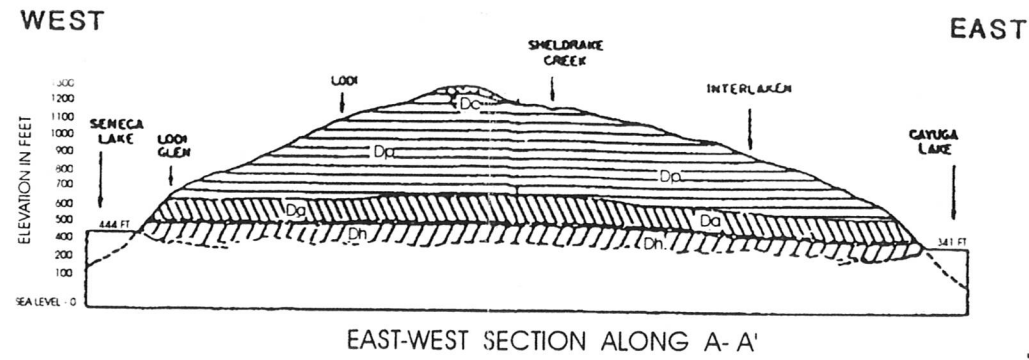 WEST
EAST
SHELDRAKE
CREEK
LODI
INTERLAKEN
SENECA
LAKE
LODI
GLEN
CAYUGA
LAKE
ELEVATION IN FEET
1300
1200
1100
1000
900
800
700
600
500
400
200
100
SEA LEVEL - 0
444 FT
341 FT
Dc
Dp
Dp
Dg
Dg
Dh
Dh
EAST-WEST SECTION ALONG A- A'